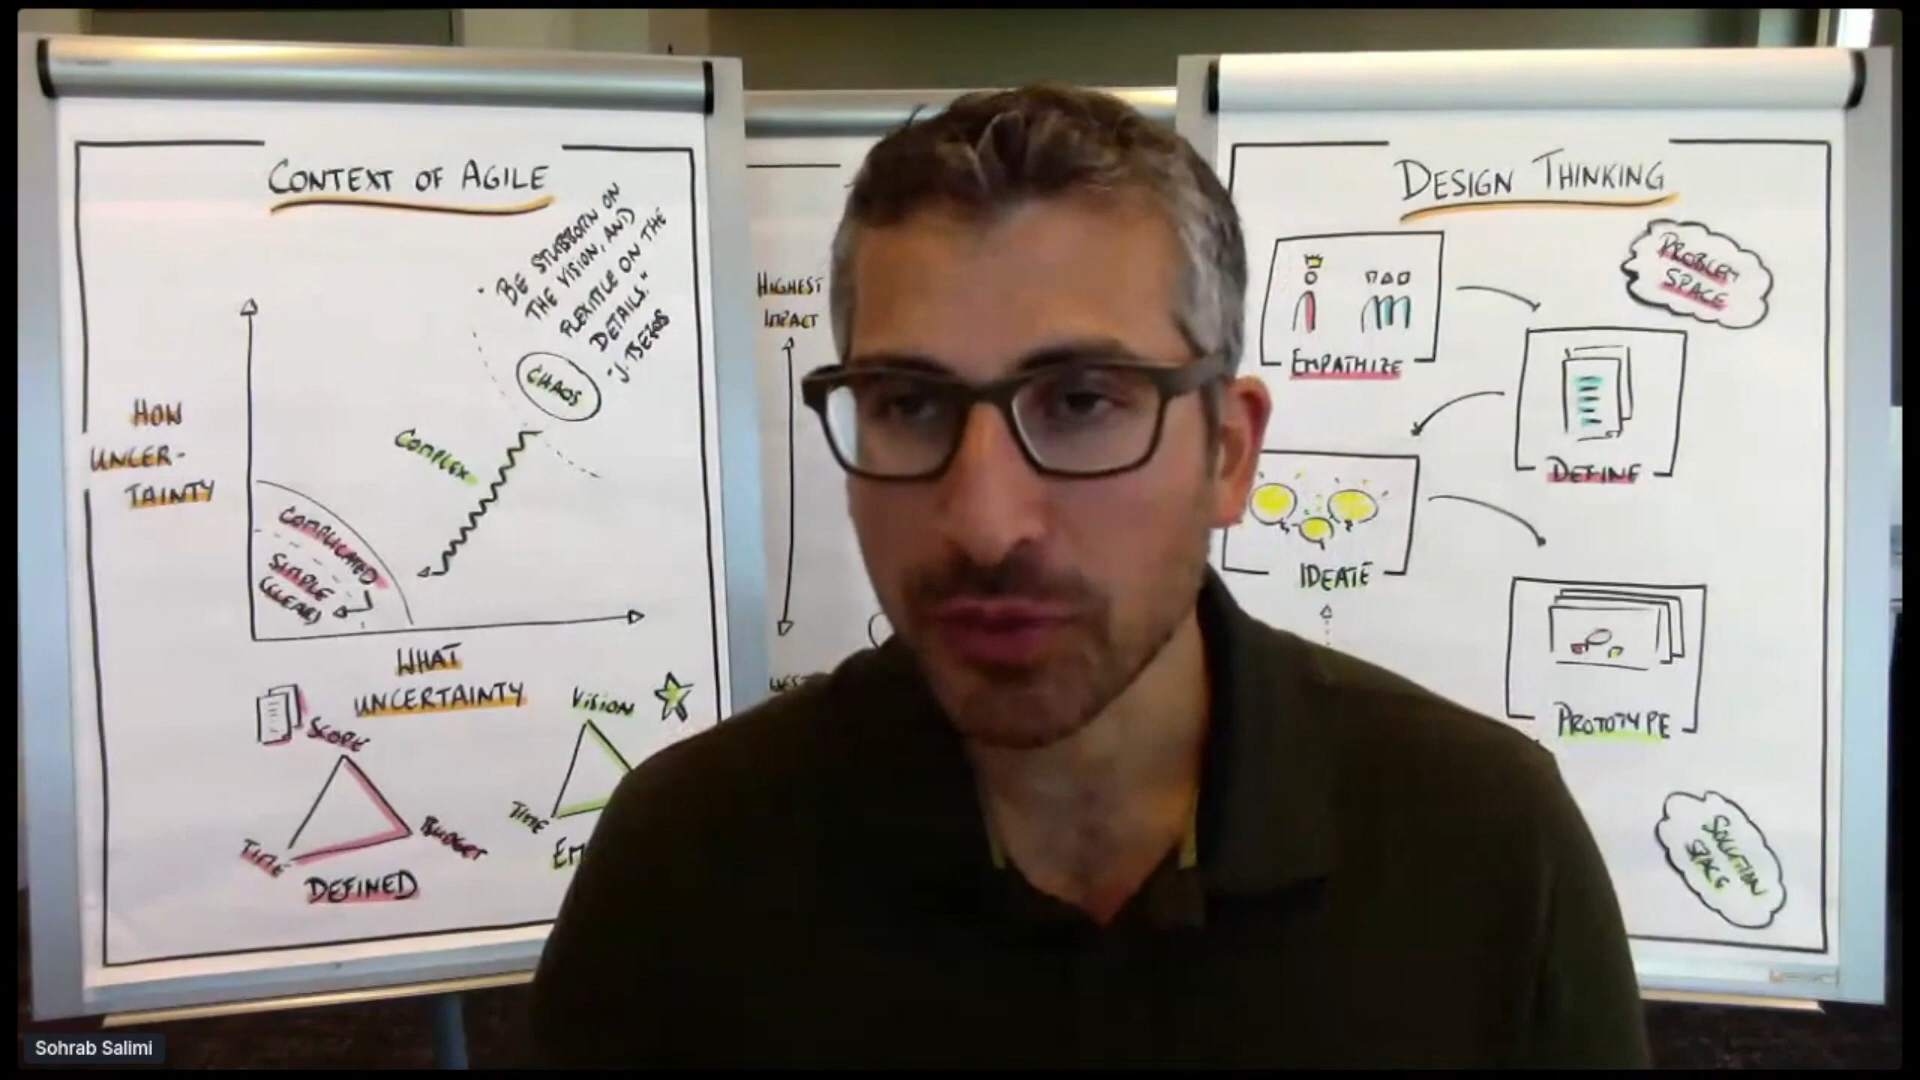 CONTEXT OF AGILE
"BE STUBBORN ON
THE VISION, AND
FLEXIBLE ON THE
DETAILS."
-J. BEZOS
CHAOS
COMPLEX
HOW
UNCER-
TAINTY
COMPLICATED
SIMPLE
(CLEAR)
WHAT
UNCERTAINTY
SCOPE
TIME
BUDGET
DEFINED
VISION
TIME
EM
HIGHEST
IMPACT
DESIGN THINKING
PROBLEM
SPACE
EMPATHIZE
DEFINE
IDEATE
PROTOTYPE
SOLUTION
SPACE
Sohrab Salimi